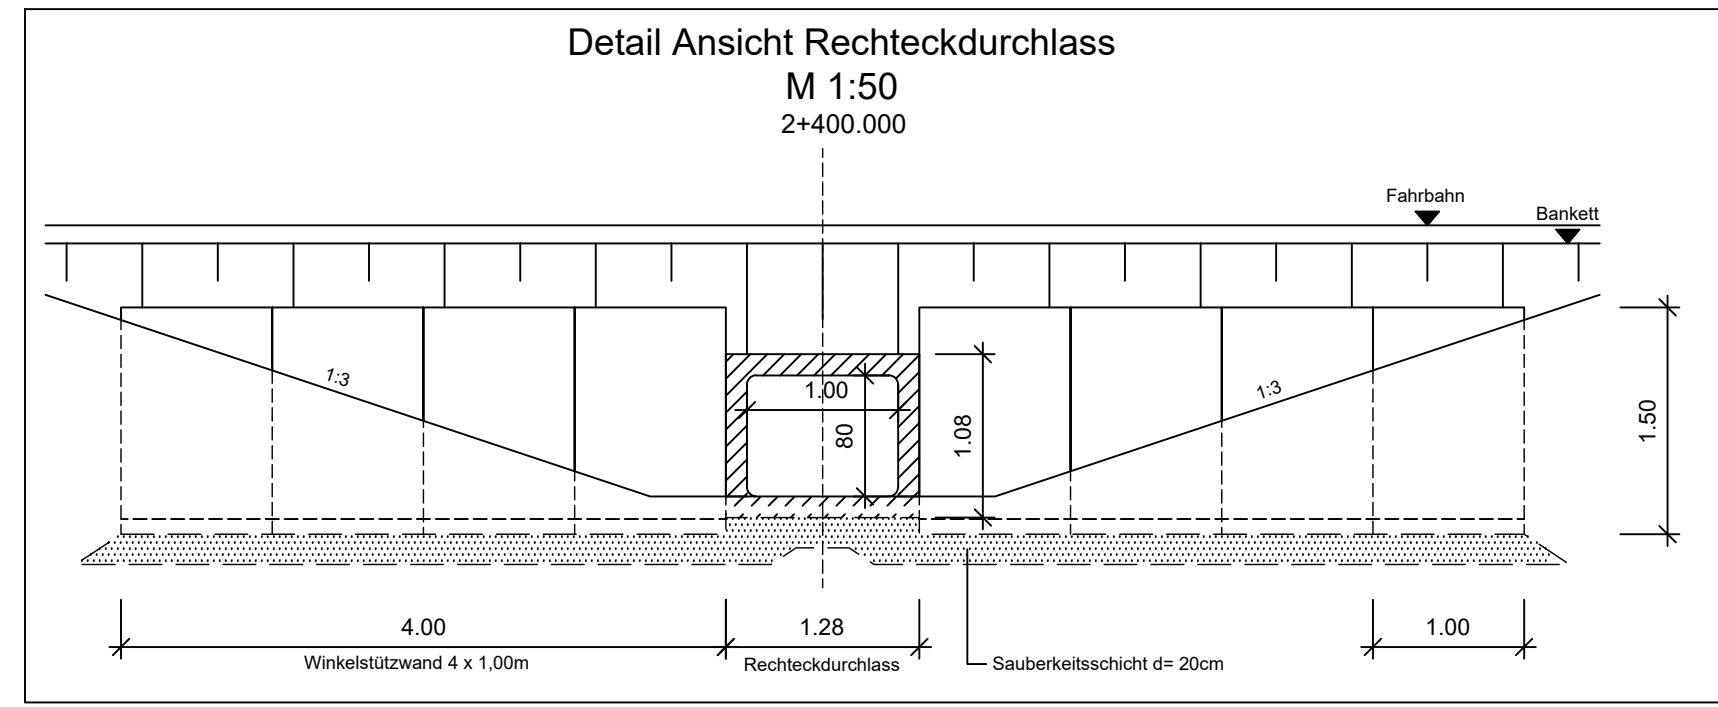 Detail Ansicht Rechteckdurchlass
M 1:50
2+400.000
Fahrbahn
Bankett
1:3
1:3
1.00
80
1.08
1.50
4.00
1.28
1.00
Winkelstützwand 4 x 1,00m
Rechteckdurchlass
Sauberkeitsschicht d= 20cm